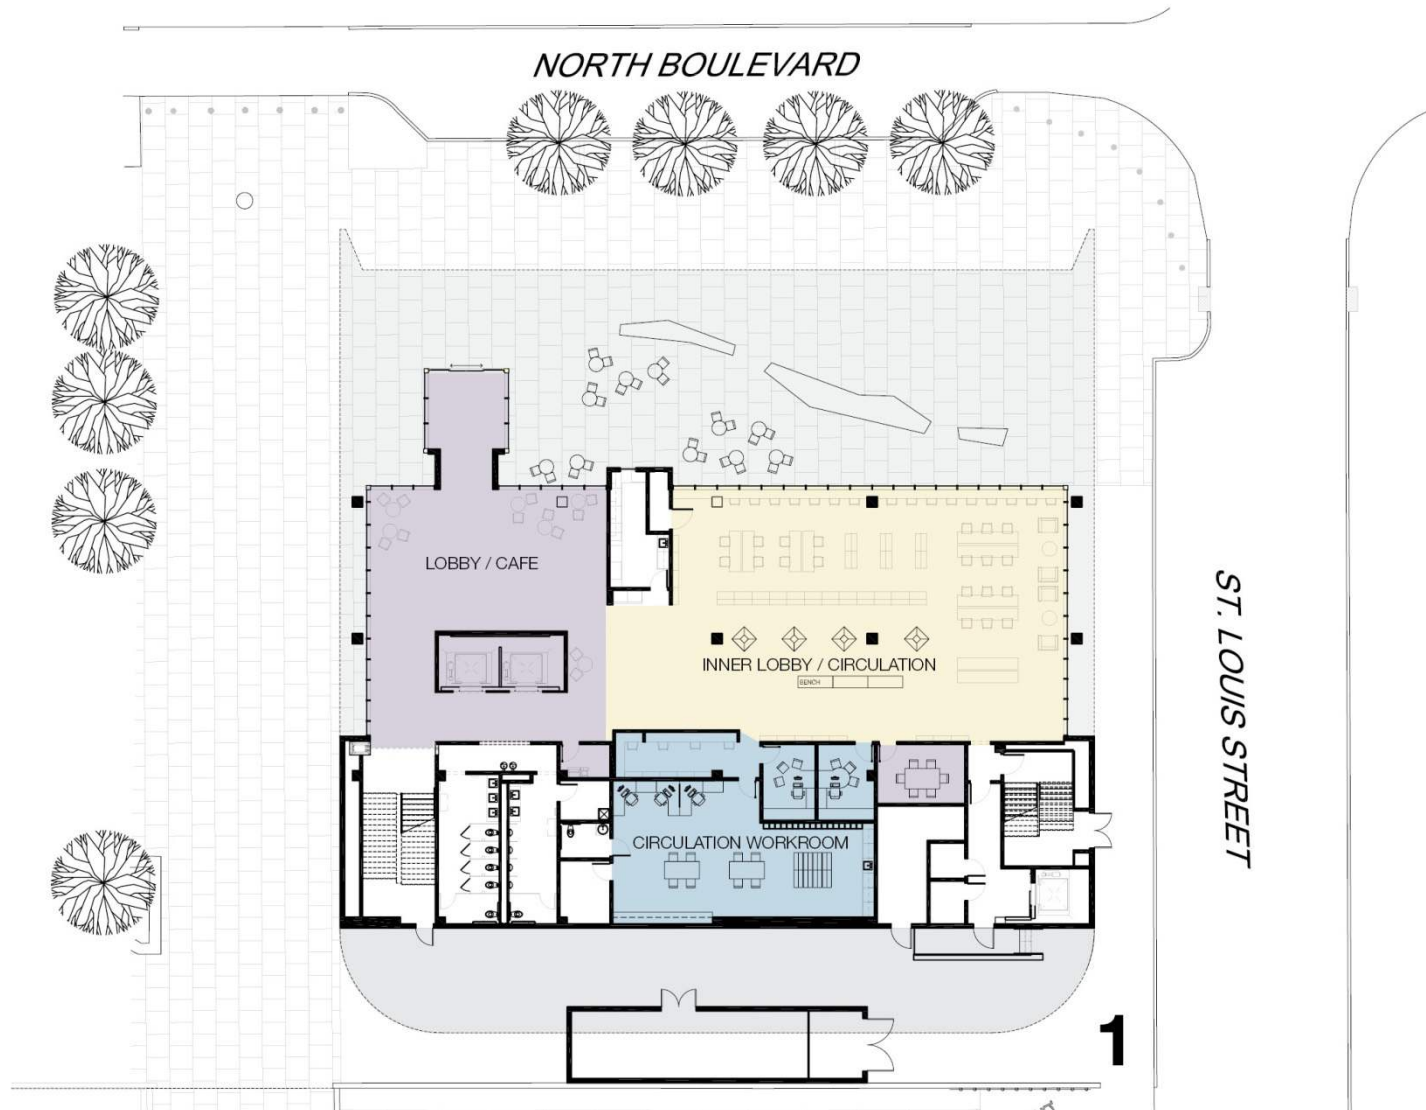 NORTH BOULEVARD
LOBBY / CAFE
ST. LOUIS STREET
INNER LOBBY / CIRCULATION
BENCH
CIRCULATION WORKROOM
1